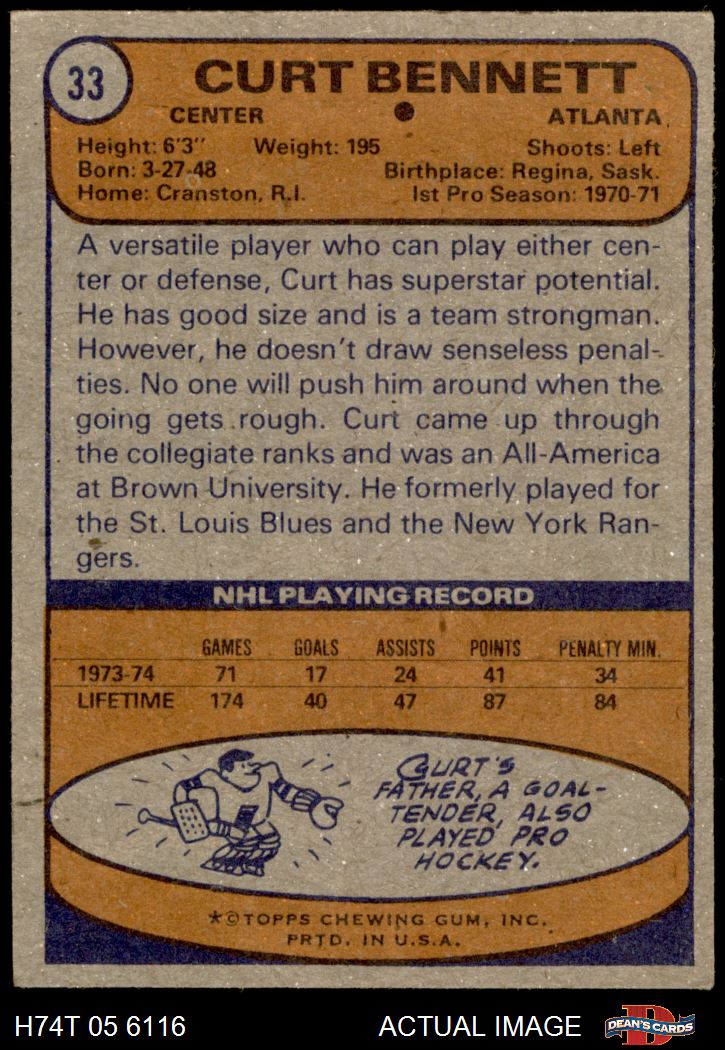 33
CURT BENNETT
CENTER ● ATLANTA
Height: 6'3" Weight: 195 Shoots: Left
Born: 3-27-48 Birthplace: Regina, Sask.
Home: Cranston, R.I. 1st Pro Season: 1970-71
A versatile player who can play either cen-
ter or defense, Curt has superstar potential.
He has good size and is a team strongman.
However, he doesn't draw senseless penal-
ties. No one will push him around when the
going gets rough. Curt came up through
the collegiate ranks and was an All-America
at Brown University. He formerly played for
the St. Louis Blues and the New York Ran-
gers.
NHL PLAYING RECORD
GAMES GOALS ASSISTS POINTS PENALTY MIN.
1973-74 71 17 24 41 34
LIFETIME 174 40 47 87 84
CURT'S
FATHER, A GOAL-
TENDER, ALSO
PLAYED PRO
HOCKEY.
*©TOPPS CHEWING GUM, INC.
PRTD. IN U.S.A.
H74T 05 6116 ACTUAL IMAGE
D
DEAN'S CARDS